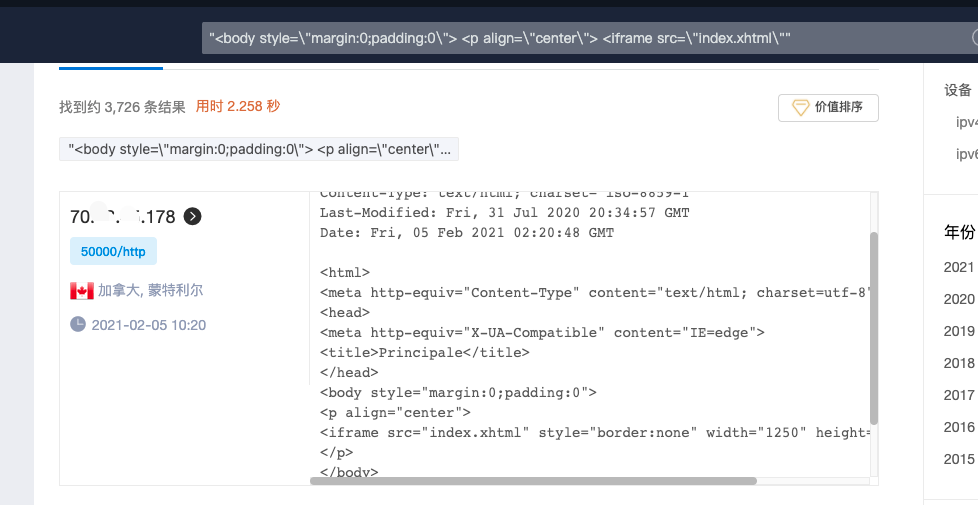 "<body style=\"margin:0;padding:0\"> <p align=\"center\"> <iframe src=\"index.xhtml\""
找到约 3,726 条结果 用时 2.258 秒
价值排序
"<body style=\"margin:0;padding:0\"> <p align=\"center\"...
70. . .178
50000/http
加拿大, 蒙特利尔
2021-02-05 10:20
Content-Type: text/html; charset= iso-8859-1
Last-Modified: Fri, 31 Jul 2020 20:34:57 GMT
Date: Fri, 05 Feb 2021 02:20:48 GMT
<html>
<meta http-equiv="Content-Type" content="text/html; charset=utf-8"
<head>
<meta http-equiv="X-UA-Compatible" content="IE=edge">
<title>Principale</title>
</head>
<body style="margin:0;padding:0">
<p align="center">
<iframe src="index.xhtml" style="border:none" width="1250" height=
</p>
</body>
设备
ipv4
ipv6
年份
2021
2020
2019
2018
2017
2016
2015